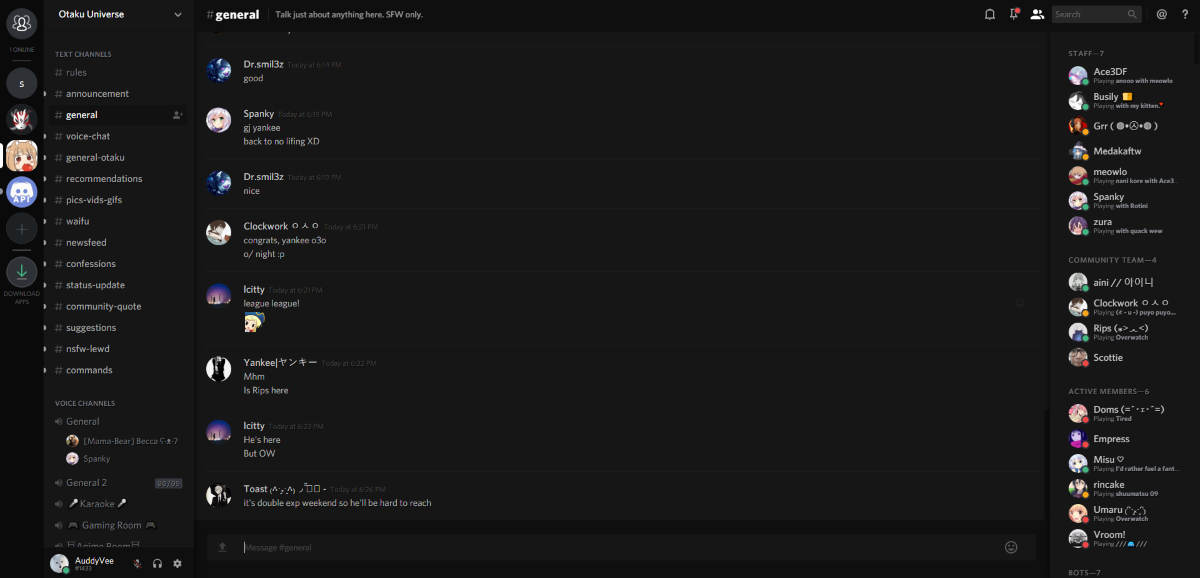 Otaku Universe
#general
Talk just about anything here. SFW only.
Search
@
?
1 ONLINE
S
API
DOWNLOAD
APPS
TEXT CHANNELS
# rules
# announcement
# general
# voice-chat
# general-otaku
# recommendations
# pics-vids-gifs
# waifu
# newsfeed
# confessions
# status-update
# community-quote
# suggestions
# nsfw-lewd
# commands
VOICE CHANNELS
General
[Mama-Bear] Becca ʕ·ᴥ·ʔ
Spanky
General 2
00/05
🎤 Karaoke 🎤
🎮 Gaming Room 🎮
Anime Room
AuddyVee
#1433
Dr.smil3z Today at 6:14 PM
good
Spanky Today at 6:19 PM
gj yankee
back to no lifing XD
Dr.smil3z Today at 6:19 PM
nice
Clockwork ㅇㅅㅇ Today at 6:21 PM
congrats, yankee o3o
o/ night :p
Icitty Today at 6:21 PM
league league!
Yankee|ヤンキー Today at 6:22 PM
Mhm
Is Rips here
Icitty Today at 6:23 PM
He's here
But OW
Toast Today at 6:26 PM
it's double exp weekend so he'll be hard to reach
Message #general
STAFF—7
Ace3DF
Playing anooo with meowlo
Busily
Playing with my kitten.
Grr
Medakaftw
meowlo
Playing nani kore with Ace3...
Spanky
Playing with Rotini
zura
Playing with quack wew
COMMUNITY TEAM—4
aini // 아이니
Clockwork ㅇㅅㅇ
Playing (♯ - u -) puyo puyo...
Rips
Playing Overwatch
Scottie
ACTIVE MEMBERS—6
Doms
Playing Tired
Empress
Misu ♡
Playing I'd rather fuel a fant...
rincake
Playing shuumatsu 09
Umaru
Playing Overwatch
Vroom!
Playing /// ///
BOTS—7